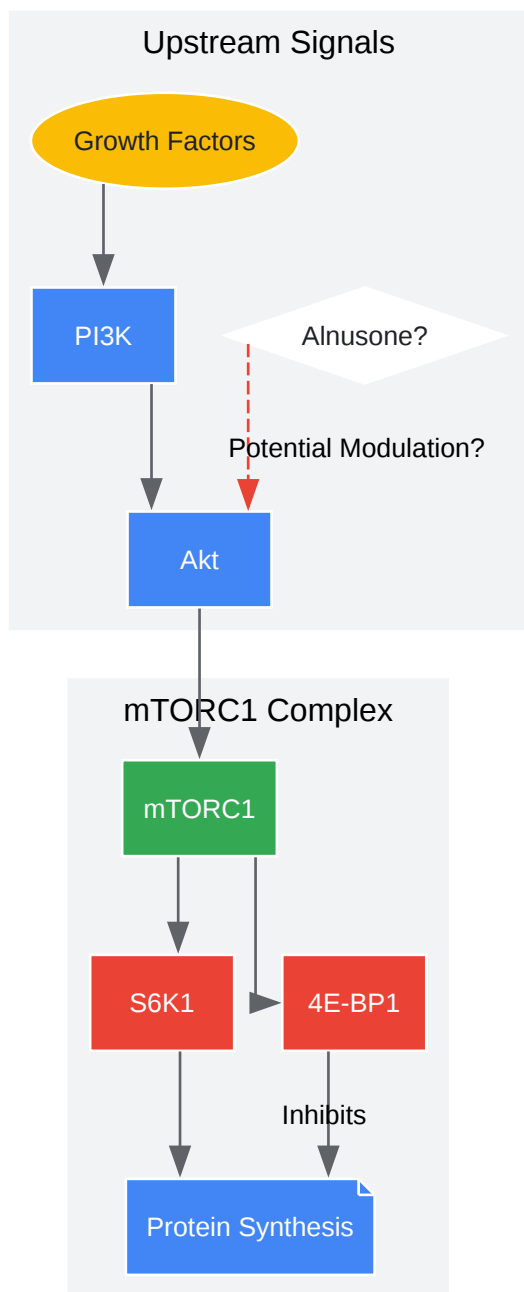 Upstream Signals
Growth Factors
PI3K
Alnusone?
Potential Modulation?
Akt
mTORC1 Complex
mTORC1
S6K1
4E-BP1
Inhibits
Protein Synthesis